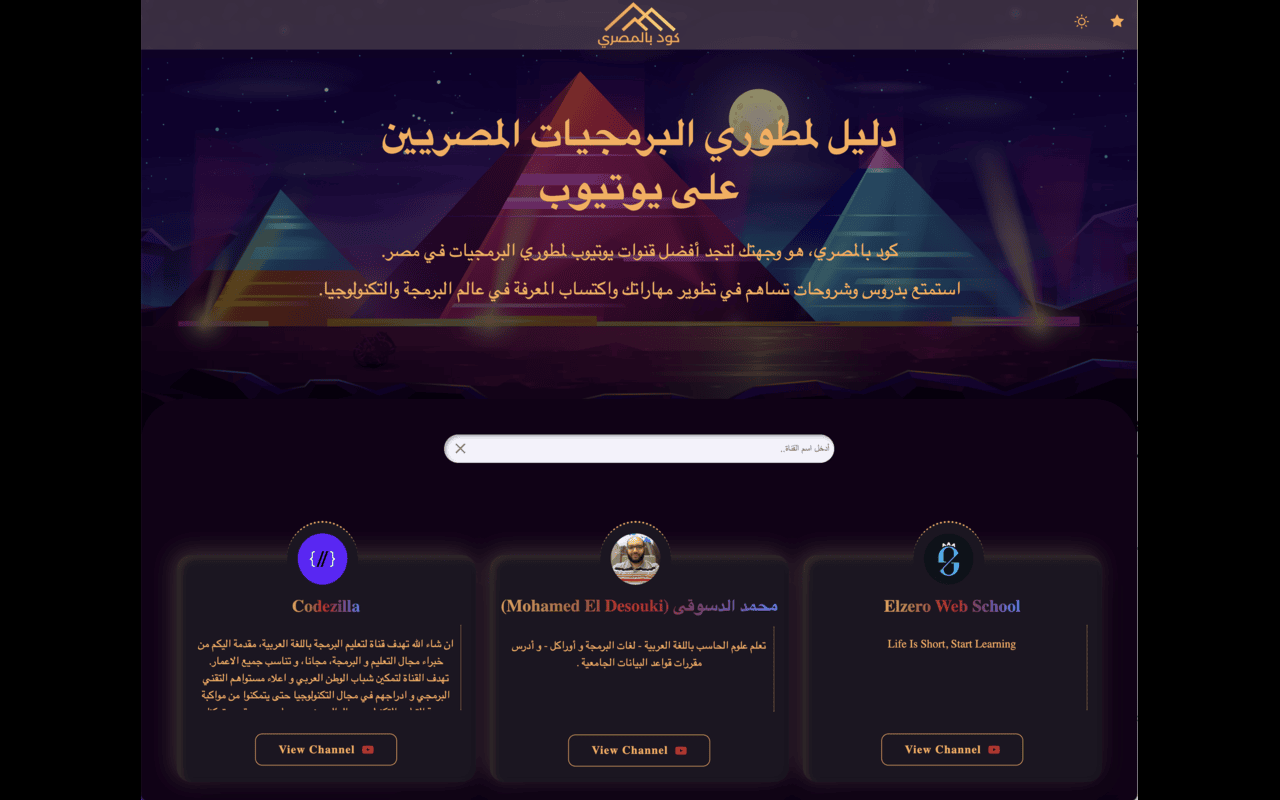 كود بالمصري
دليل لمطوري البرمجيات المصريين
على يوتيوب
كود بالمصري، هو وجهتك لتجد أفضل قنوات يوتيوب لمطوري البرمجيات في مصر.
استمتع بدروس وشروحات تساهم في تطوير مهاراتك واكتساب المعرفة في عالم البرمجة والتكنولوجيا.
أدخل اسم القناة..
Elzero Web School
Life Is Short, Start Learning
View Channel
محمد الدسوقى (Mohamed El Desouki)
تعلم علوم الحاسب باللغة العربية - لغات البرمجة و أوراكل - و أدرس
مقررات قواعد البيانات الجامعية .
View Channel
{//}
Codezilla
ان شاء الله تهدف قناة لتعليم البرمجة باللغة العربية، مقدمة اليكم من
خبراء مجال التعليم و البرمجة، مجانا، و تناسب جميع الاعمار.
تهدف القناة لتمكين شباب الوطن العربي و اعلاء مستواهم التقني
البرمجي و ادراجهم في مجال التكنولوجيا حتى يتمكنوا من مواكبة
View Channel